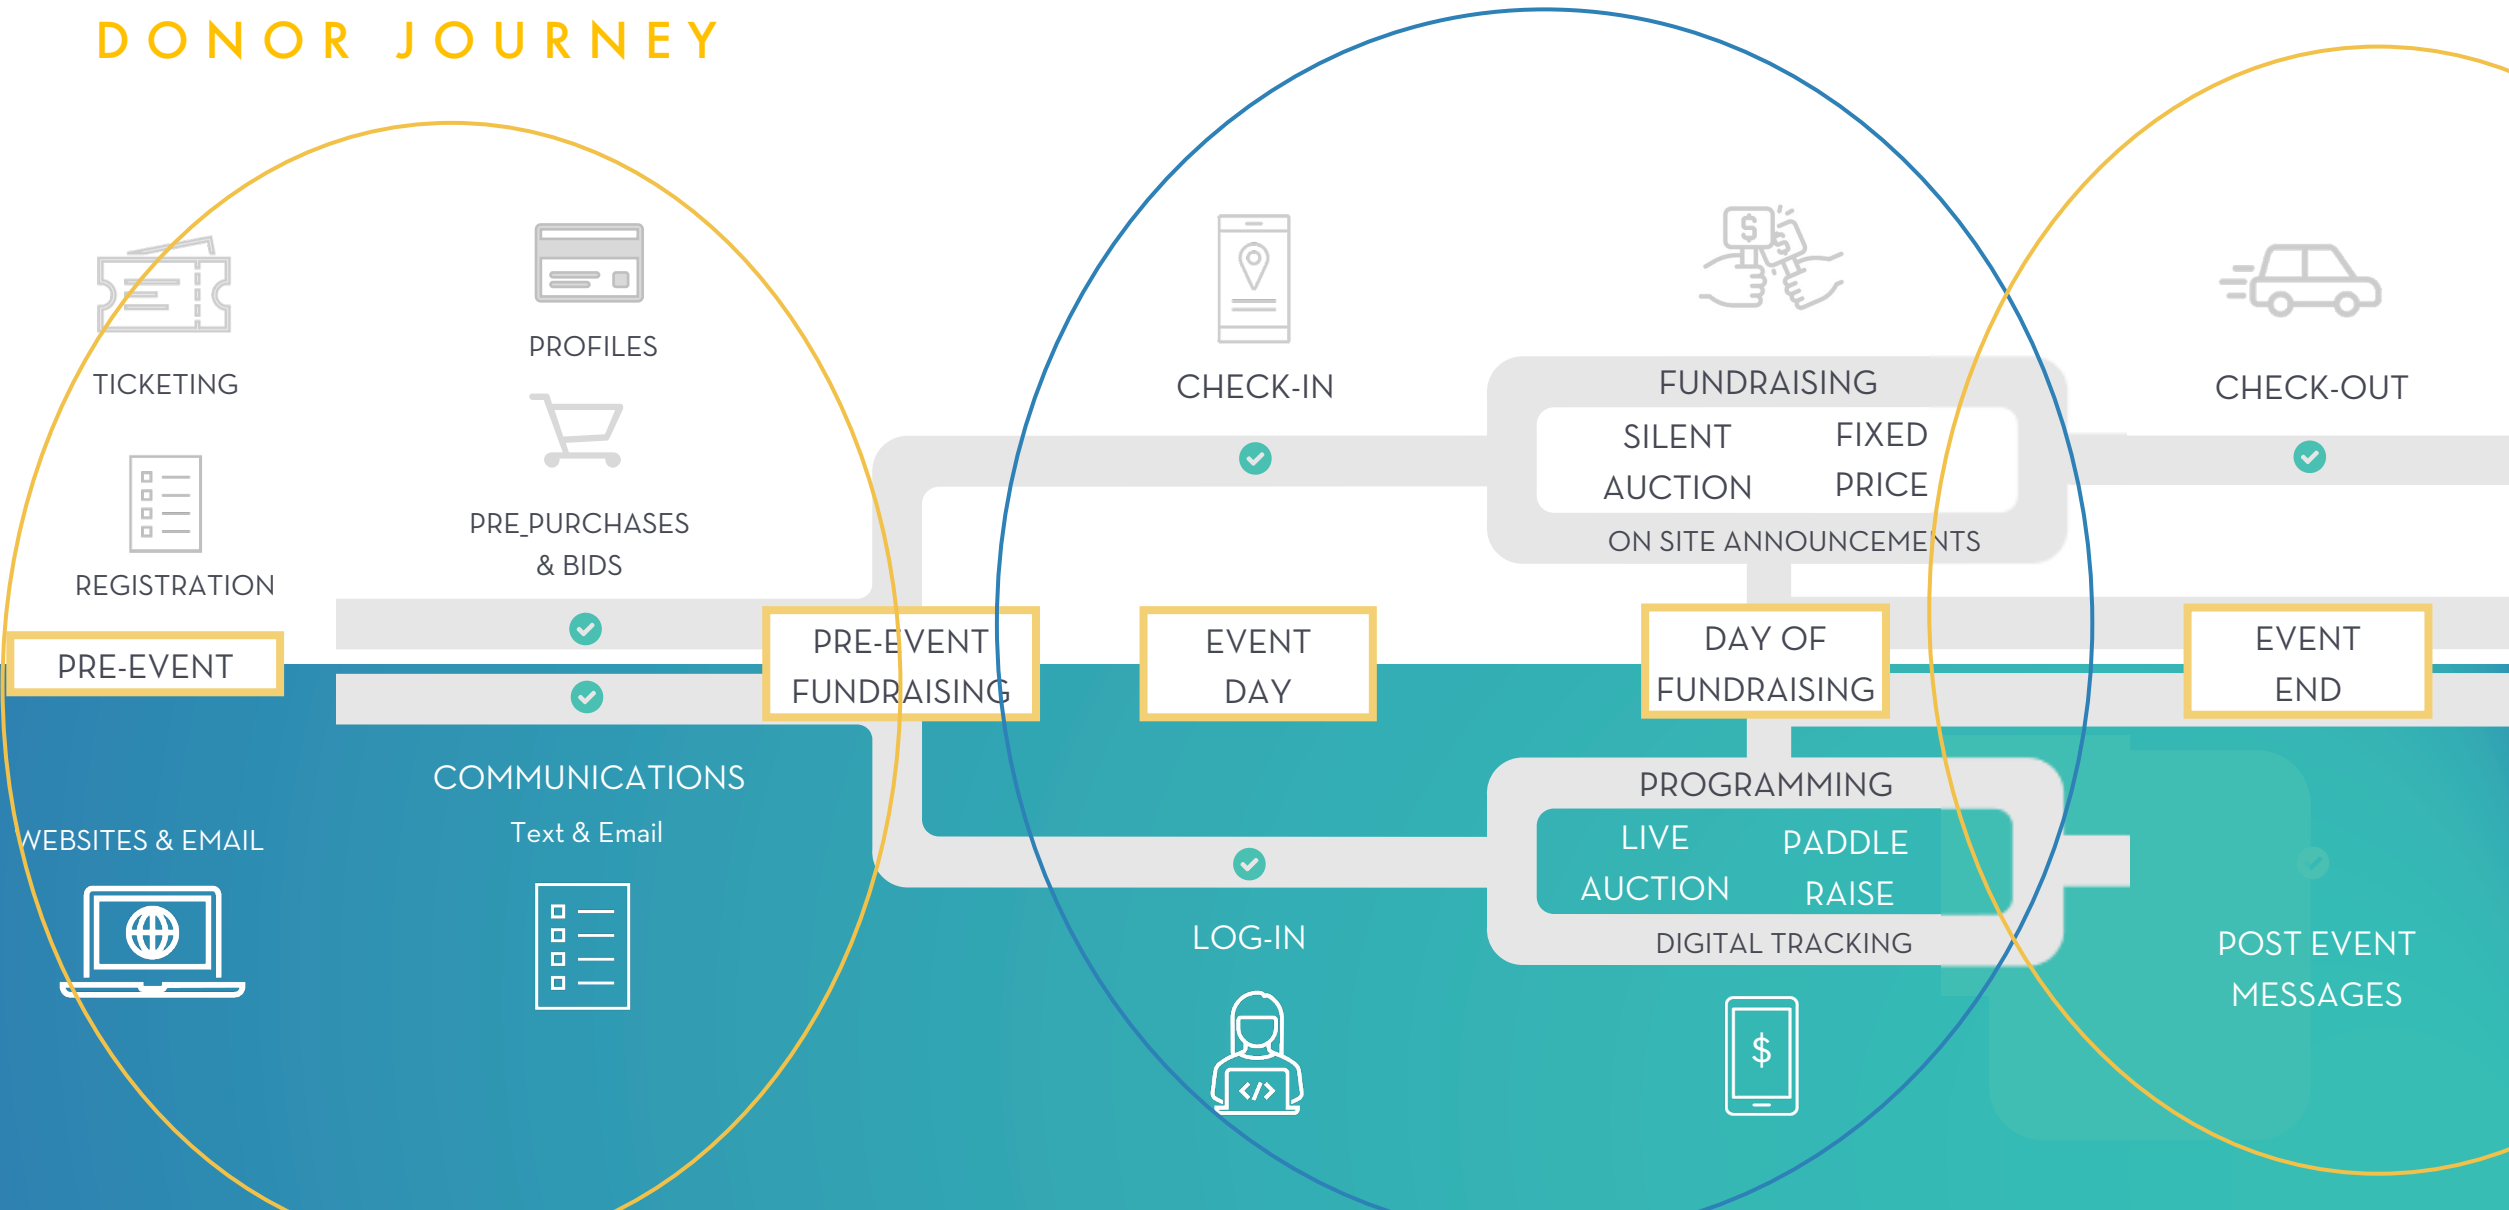 DONOR JOURNEY
TICKETING
REGISTRATION
PRE-EVENT
WEBSITES & EMAIL
PROFILES
PRE_PURCHASES
& BIDS
COMMUNICATIONS
Text & Email
PRE-EVENT
FUNDRAISING
CHECK-IN
EVENT
DAY
LOG-IN
</>
$
$
FUNDRAISING
SILENT
AUCTION
FIXED
PRICE
ON SITE ANNOUNCEMENTS
DAY OF
FUNDRAISING
PROGRAMMING
LIVE
AUCTION
PADDLE
RAISE
DIGITAL TRACKING
$
CHECK-OUT
EVENT
END
POST EVENT
MESSAGES